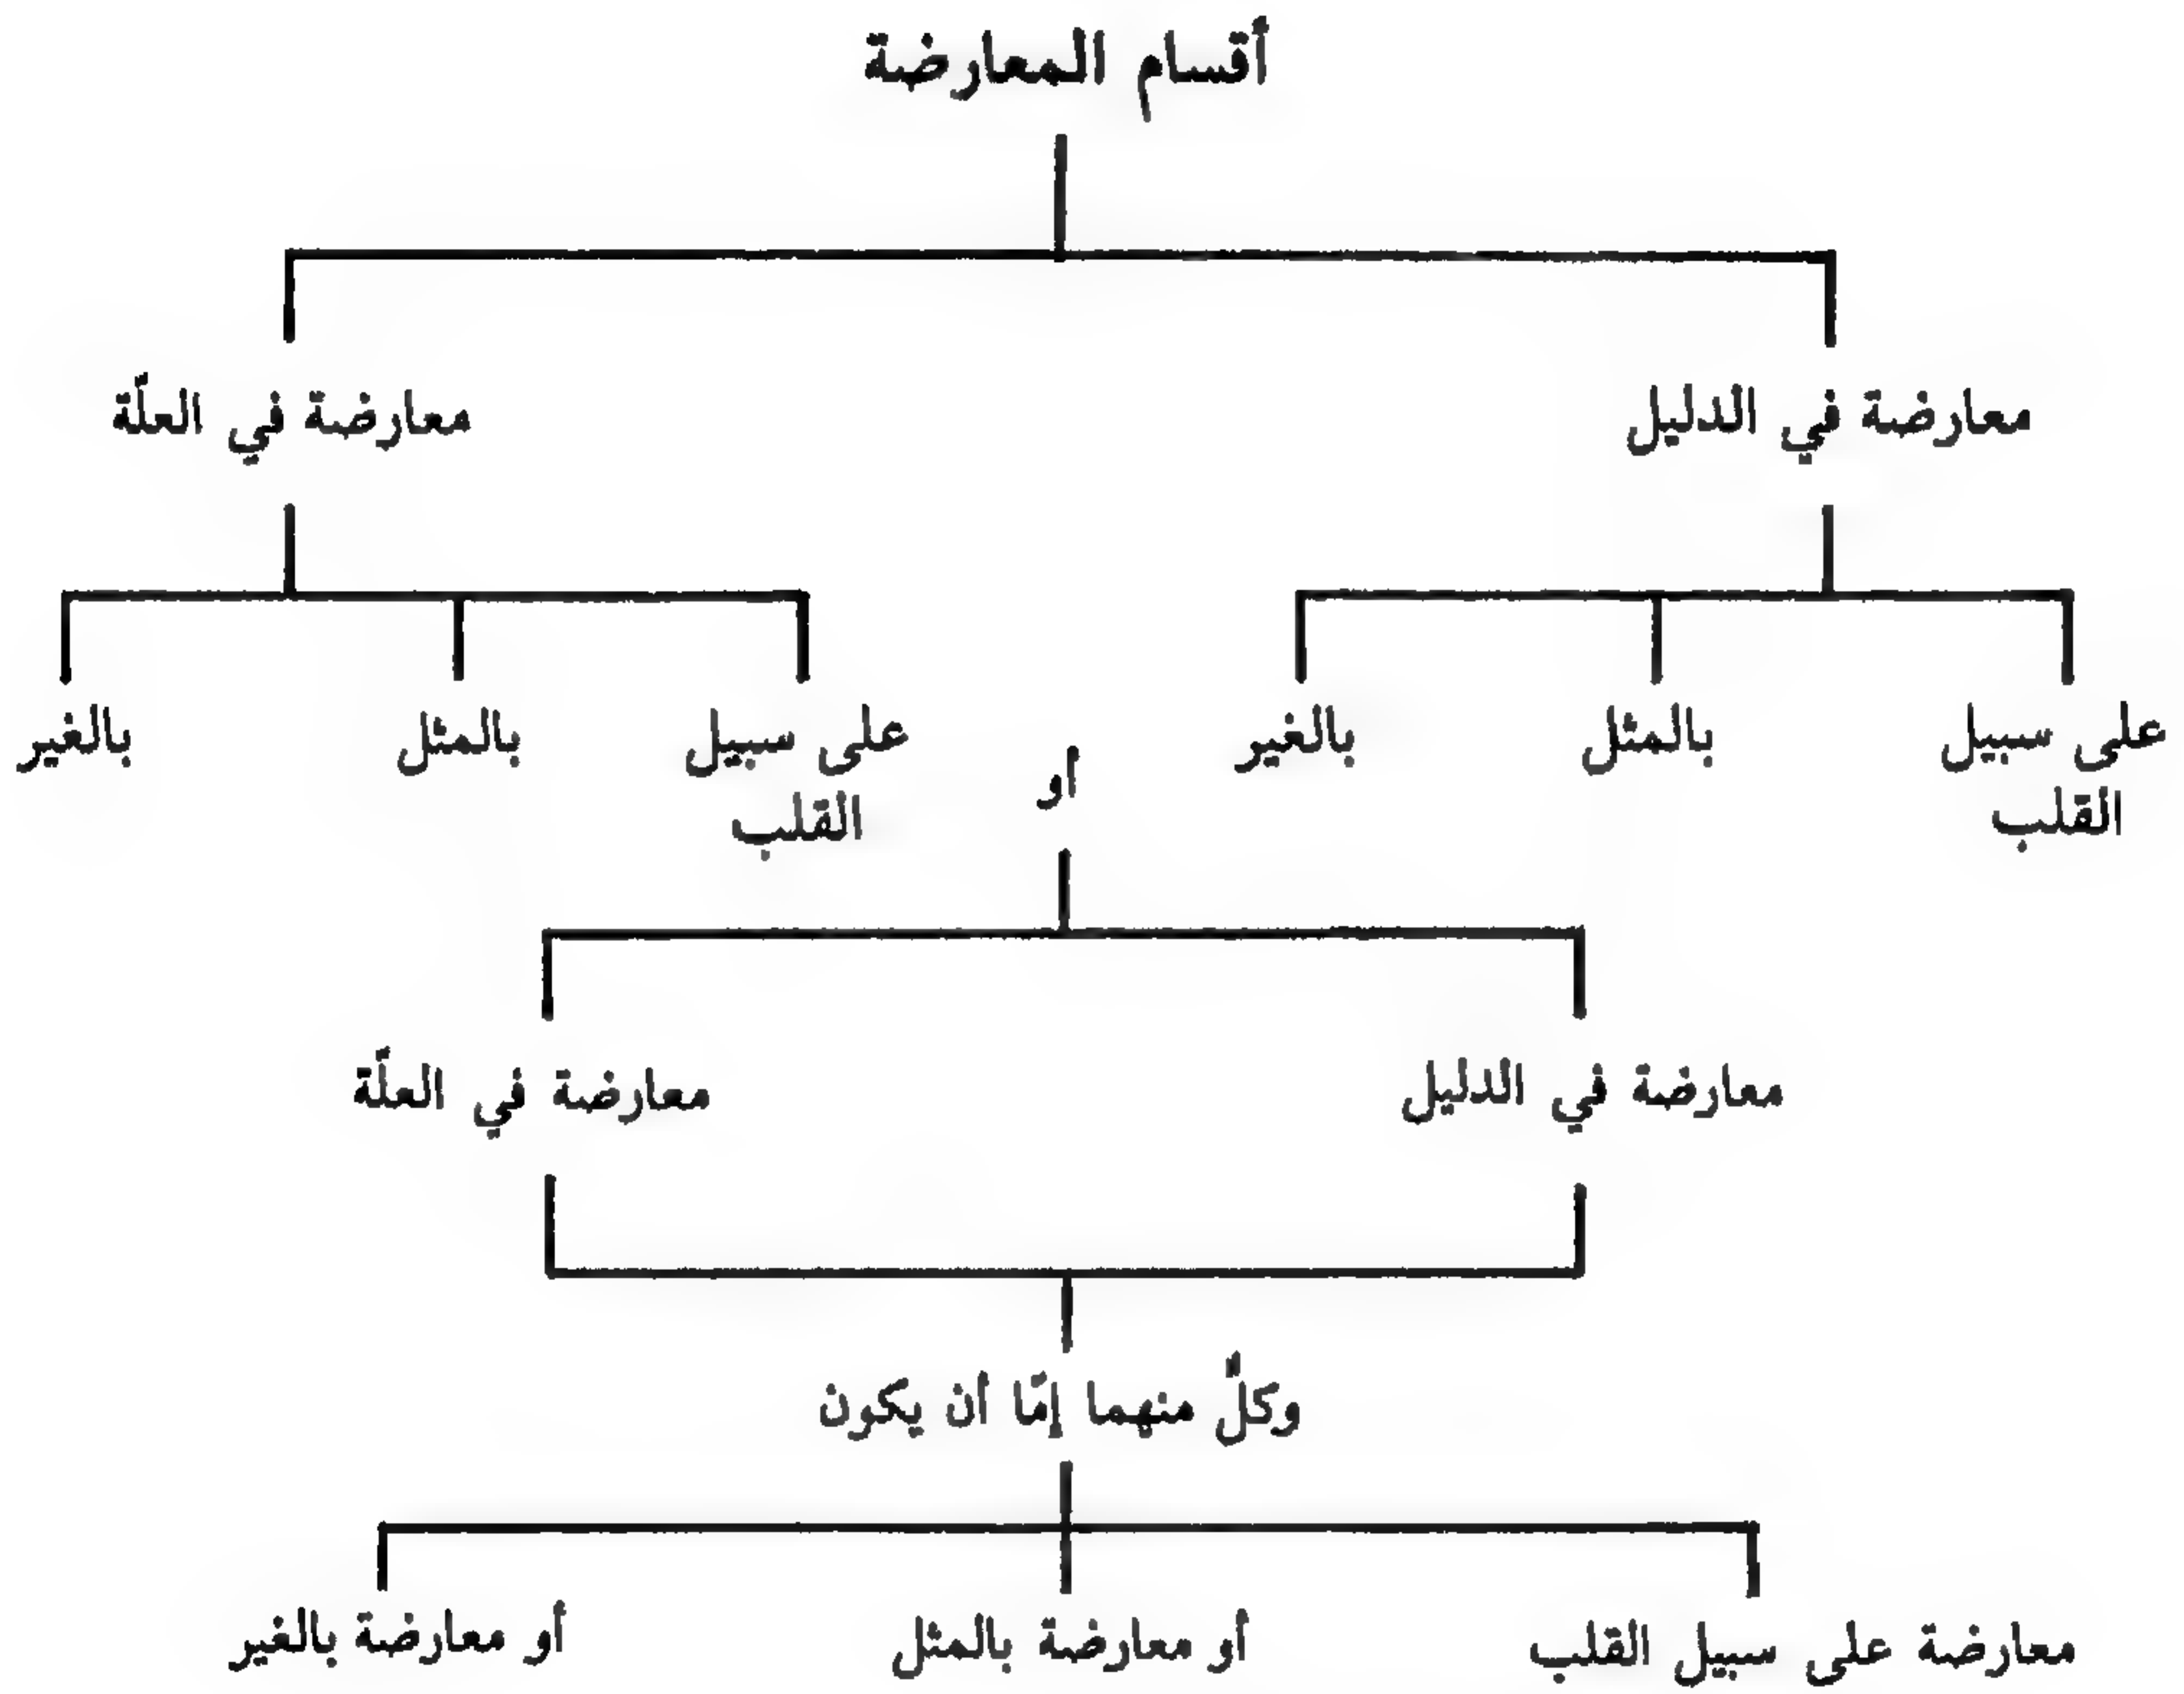 أقسام المعارضة
معارضة في الدليل
معارضة في العلّة
على سبيل
القلب
بالمثل
بالغير
على سبيل
القلب
بالمثل
بالغير
أو
معارضة في الدليل
معارضة في العلّة
وكلّ منهما إمّا أن يكون
معارضة على سبيل القلب
أو معارضة بالمثل
أو معارضة بالغير